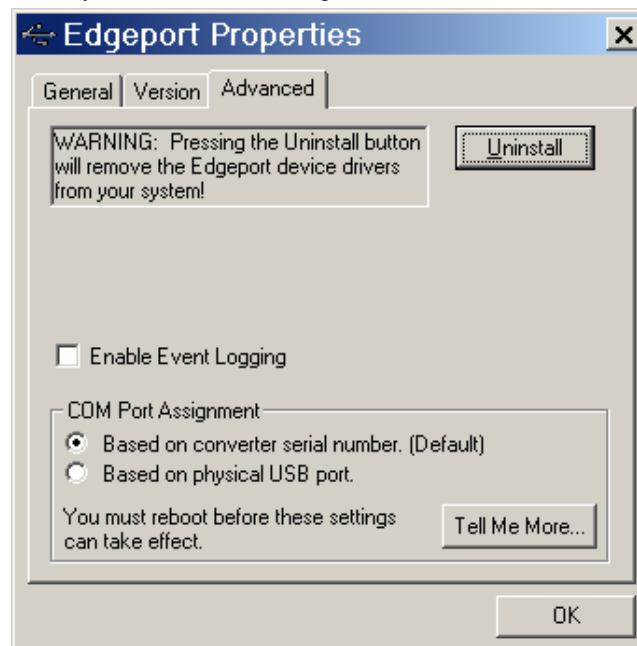 Edgeport Properties
General Version Advanced
WARNING: Pressing the Uninstall button
will remove the Edgeport device drivers
from your system!
Uninstall
Enable Event Logging
COM Port Assignment
Based on converter serial number. (Default)
Based on physical USB port.
You must reboot before these settings
can take effect.
Tell Me More...
OK